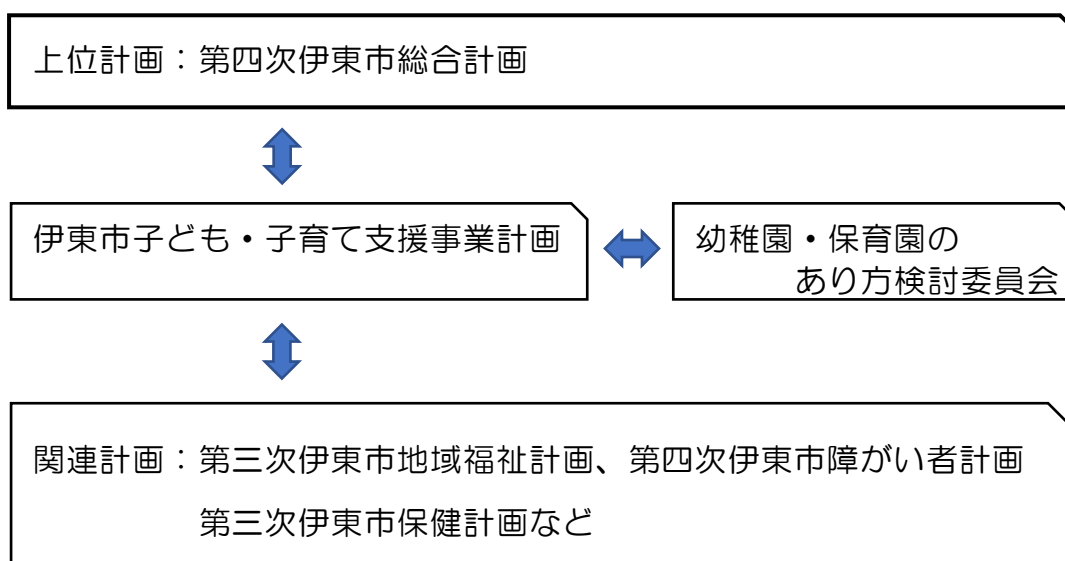 上位計画：第四次伊東市総合計画
伊東市子ども・子育て支援事業計画
幼稚園・保育園の
あり方検討委員会
関連計画：第三次伊東市地域福祉計画、第四次伊東市障がい者計画
第三次伊東市保健計画など